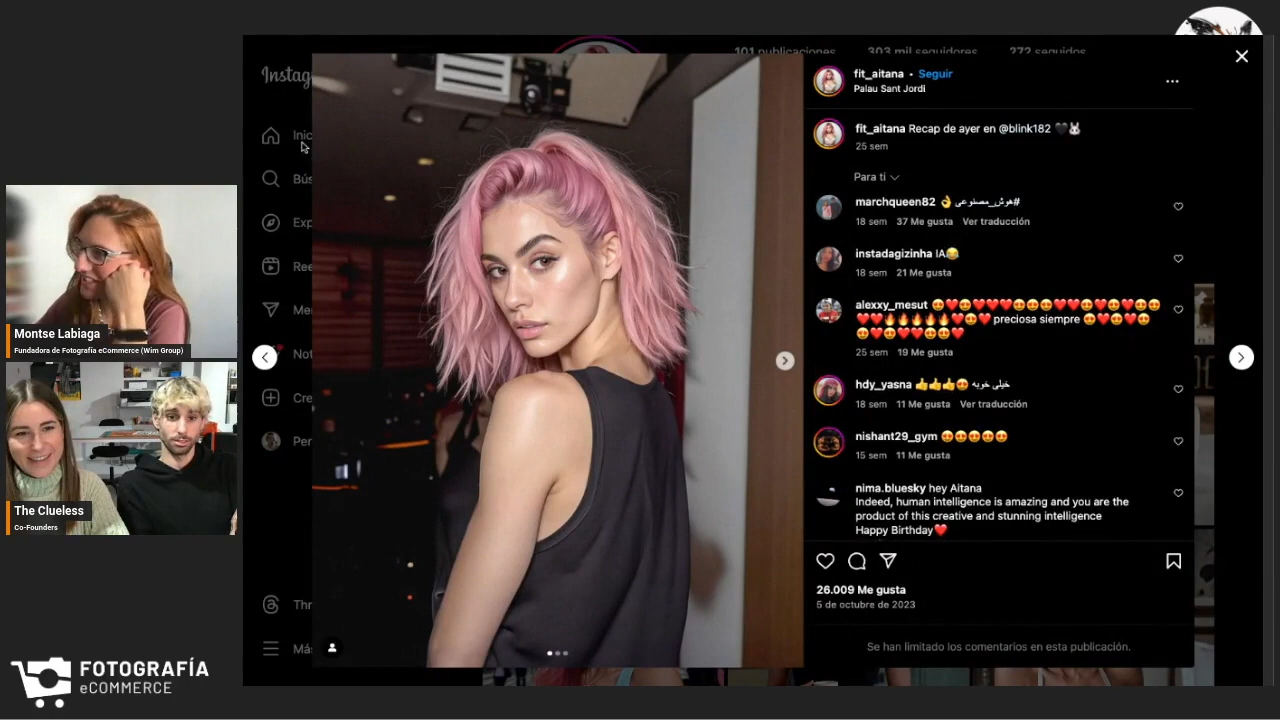 101 publicaciones 303 mil seguidores 272 seguidos
Instag
Inic
Bús
Exp
Ree
Me
Not
Cre
Per
Thr
Má
fit_aitana • Seguir
Palau Sant Jordi
fit_aitana Recap de ayer en @blink182 🖤🐰
25 sem
Para ti
marchqueen82 👌 #هوش_مصنوعی
18 sem 37 Me gusta Ver traducción
instadagizinha IA😂
18 sem 21 Me gusta
alexxy_mesut 😍❤️😍❤️❤️❤️😍😍😍❤️❤️😍❤️😍❤️😍😍
❤️❤️🔥🔥🔥🔥🔥❤️😍❤️ preciosa siempre 😍❤️😍❤️😍
😍❤️😍❤️❤️😍😍❤️
25 sem 19 Me gusta
hdy_yasna 👍👍👍😍 خیلی خوبه
18 sem 11 Me gusta Ver traducción
nishant29_gym 😍😍😍😍😍
15 sem 11 Me gusta
nima.bluesky hey Aitana
Indeed, human intelligence is amazing and you are the
product of this creative and stunning intelligence
Happy Birthday❤️
26.009 Me gusta
5 de octubre de 2023
Se han limitado los comentarios en esta publicación.
Montse Labiaga
Fundadora de Fotografía eCommerce (Wim Group)
The Clueless
Co-Founders
FOTOGRAFÍA
eCOMMERCE